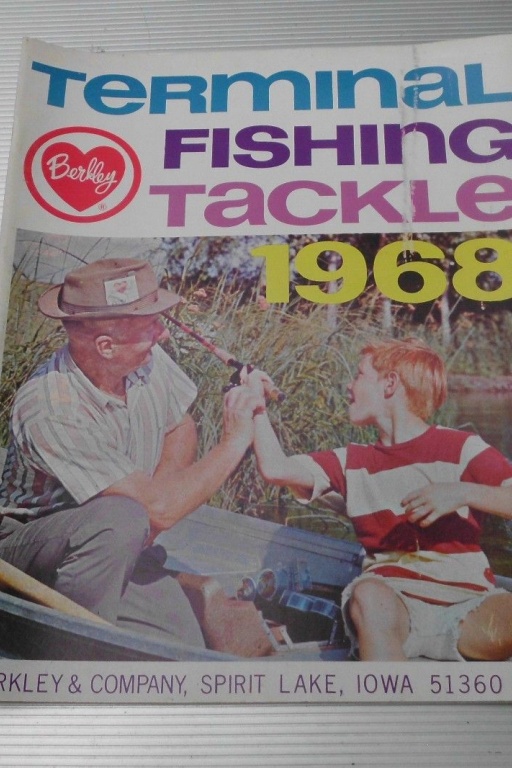 TERMINAL
Berkley
®
FISHING
TACKLE
1968
RKLEY & COMPANY, SPIRIT LAKE, IOWA 51360